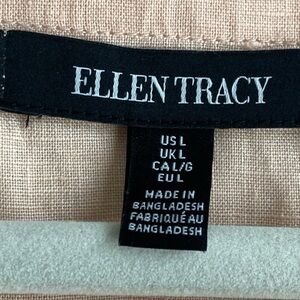 ELLEN TRACY
US L
UK L
CA L/G
EU L
MADE IN
BANGLADESH
FABRIQUÉ AU
BANGLADESH